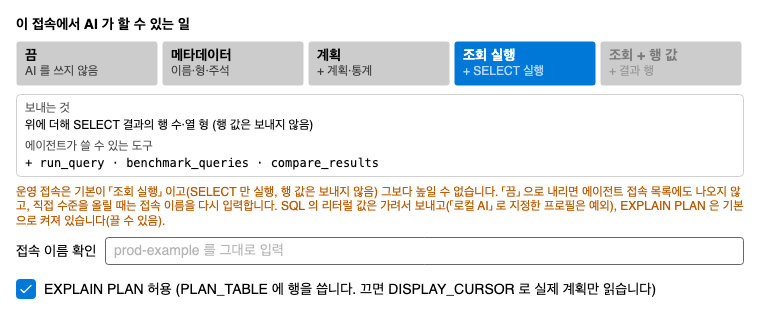 이 접속에서 AI 가 할 수 있는 일
끔
AI 를 쓰지 않음
메타데이터
이름·형·주석
계획
+ 계획·통계
조회 실행
+ SELECT 실행
조회 + 행 값
+ 결과 행
보내는 것
위에 더해 SELECT 결과의 행 수·열 형 (행 값은 보내지 않음)
에이전트가 쓸 수 있는 도구
+ run_query · benchmark_queries · compare_results
운영 접속은 기본이 「조회 실행」 이고(SELECT 만 실행, 행 값은 보내지 않음) 그보다 높일 수 없습니다. 「끔」 으로 내리면 에이전트 접속 목록에도 나오지 않
고, 직접 수준을 올릴 때는 접속 이름을 다시 입력합니다. SQL 의 리터럴 값은 가려서 보내고(「로컬 AI」 로 지정한 프로필은 예외), EXPLAIN PLAN 은 기본
으로 켜져 있습니다(끌 수 있음).
접속 이름 확인
prod-example 를 그대로 입력
EXPLAIN PLAN 허용 (PLAN_TABLE 에 행을 씁니다. 끄면 DISPLAY_CURSOR 로 실제 계획만 읽습니다)